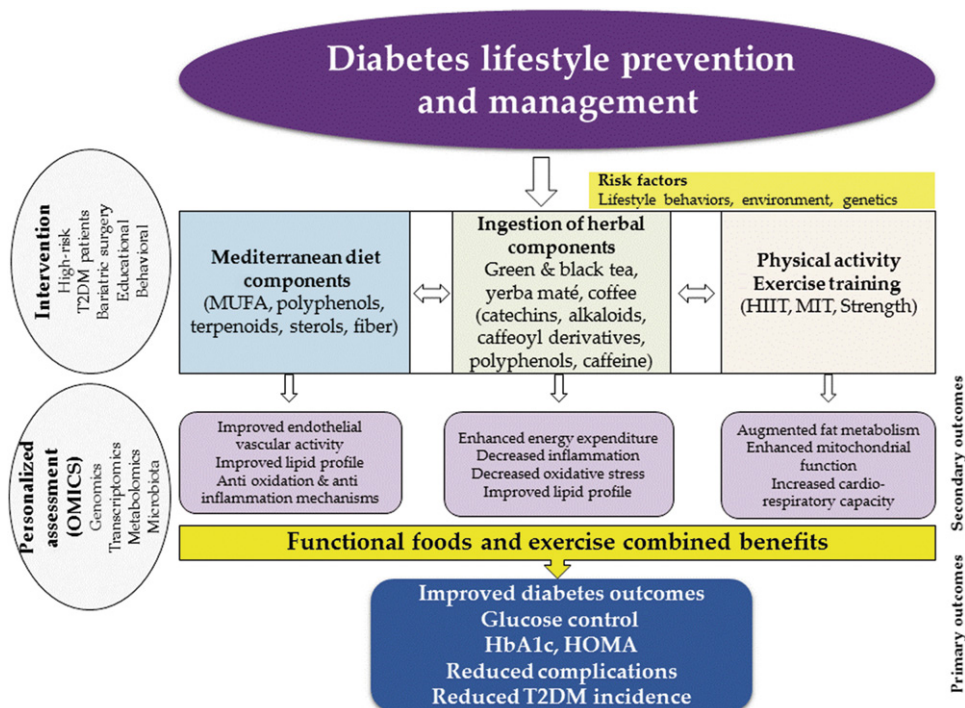 Diabetes lifestyle prevention
and management
Risk factors
Lifestyle behaviors, environment, genetics
Intervention
High-risk
T2DM patients
Bariatric surgery
Educational
Behavioral
Mediterranean diet
components
(MUFA, polyphenols,
terpenoids, sterols, fiber)
Ingestion of herbal
components
Green & black tea,
yerba maté, coffee
(catechins, alkaloids,
caffeoyl derivatives,
polyphenols, caffeine)
Physical activity
Exercise training
(HIIT, MIT, Strength)
Personalized
assessment
(OMICS)
Genomics
Transcriptomics
Metabolomics
Microbiota
Improved endothelial
vascular activity
Improved lipid profile
Anti oxidation & anti
inflammation mechanisms
Enhanced energy expenditure
Decreased inflammation
Decreased oxidative stress
Improved lipid profile
Augmented fat metabolism
Enhanced mitochondrial
function
Increased cardio-
respiratory capacity
Secondary outcomes
Functional foods and exercise combined benefits
Improved diabetes outcomes
Glucose control
HbA1c, HOMA
Reduced complications
Reduced T2DM incidence
Primary outcomes